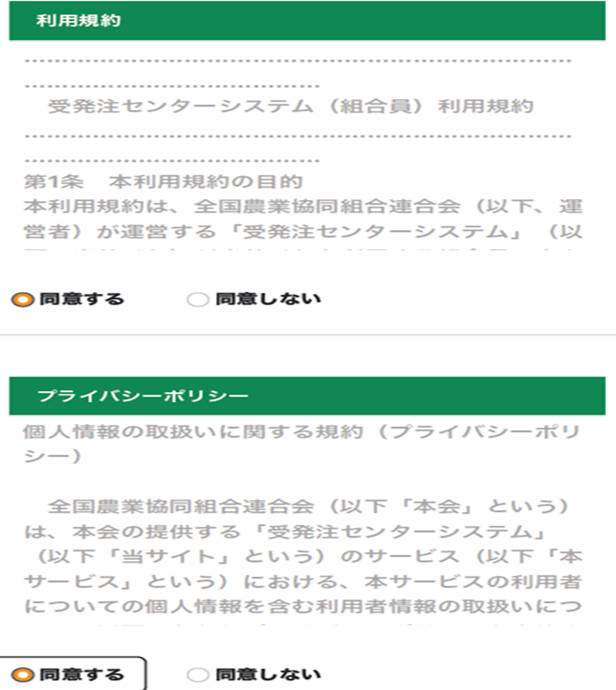 利用規約
……………………………………………………………
………………………………
受発注センターシステム（組合員）利用規約
……………………………………………………………
………………………………
第1条　本利用規約の目的
本利用規約は、全国農業協同組合連合会（以下、運
営者）が運営する「受発注センターシステム」（以
同意する　同意しない
プライバシーポリシー
個人情報の取扱いに関する規約（プライバシーポリ
シー）
全国農業協同組合連合会（以下「本会」という）
は、本会の提供する「受発注センターシステム」
（以下「当サイト」という）のサービス（以下「本
サービス」という）における、本サービスの利用者
についての個人情報を含む利用者情報の取扱いにつ
同意する　同意しない